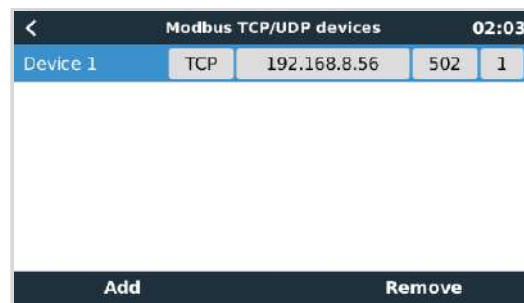 < Modbus TCP/UDP devices 02:03
Device 1 TCP 192.168.8.56 502 1
Add Remove